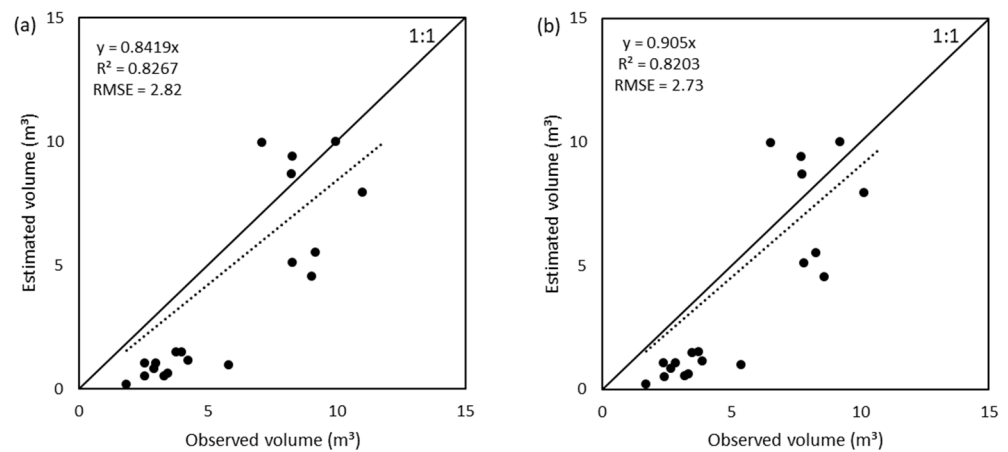 (a)
15
10
5
0
y = 0.8419x
R² = 0.8267
RMSE = 2.82
1:1
0 5 10 15
Observed volume (m³)
Estimated volume (m³)
(b)
15
10
5
0
y = 0.905x
R² = 0.8203
RMSE = 2.73
1:1
0 5 10 15
Observed volume (m³)
Estimated volume (m³)